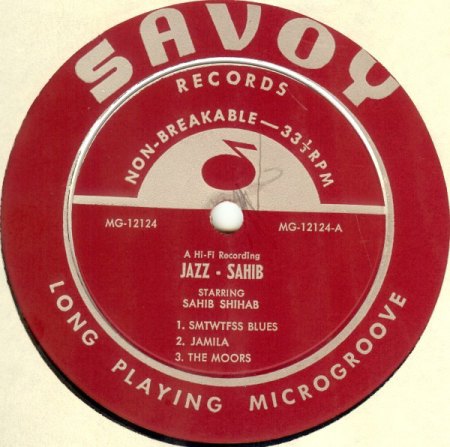 SAVOY
RECORDS
NON-BREAKABLE—33⅓ RPM
MG-12124
MG-12124-A
A Hi-Fi Recording
JAZZ - SAHIB
STARRING
SAHIB SHIHAB
1. SMTWTFSS BLUES
2. JAMILA
3. THE MOORS
LONG PLAYING MICROGROOVE